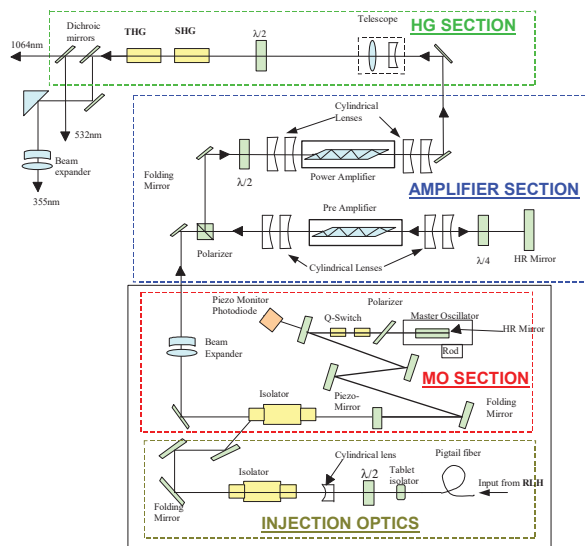 HG SECTION
Telescope
Dichroic
mirrors
1064nm
THG
SHG
λ/2
532nm
Beam
expander
355nm
Cylindrical
Lenses
Folding
Mirror
λ/2
Power Amplifier
AMPLIFIER SECTION
Pre Amplifier
Polarizer
Cylindrical Lenses
λ/4
HR Mirror
Piezo Monitor
Photodiode
Polarizer
Q-Switch
Master Oscillator
HR Mirror
Rod
Beam
Expander
MO SECTION
Isolator
Piezo-
Mirror
Folding
Mirror
Cylindrical lens
Isolator
λ/2
Tablet
isolator
Pigtail fiber
Folding
Mirror
Input from RLH
INJECTION OPTICS